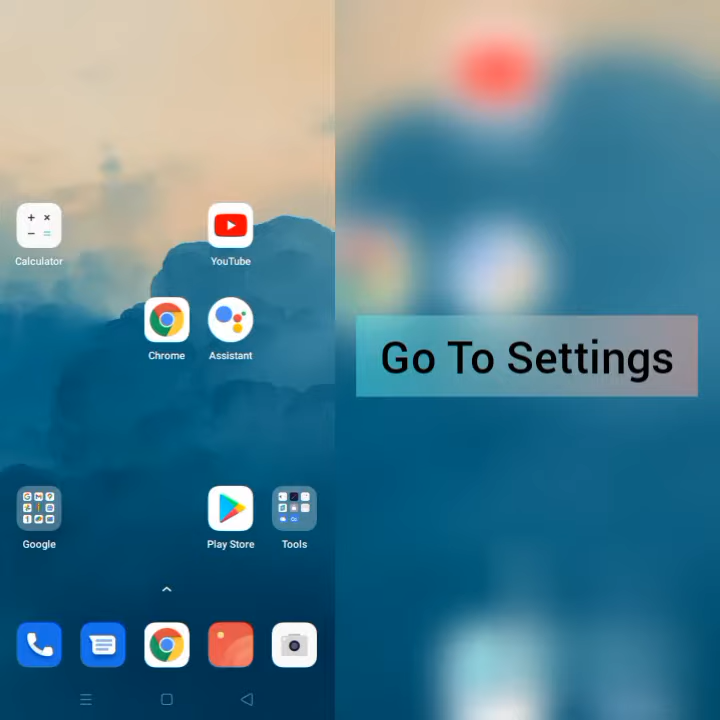 Calculator
YouTube
Chrome
Assistant
Google
Play Store
Tools
Go To Settings